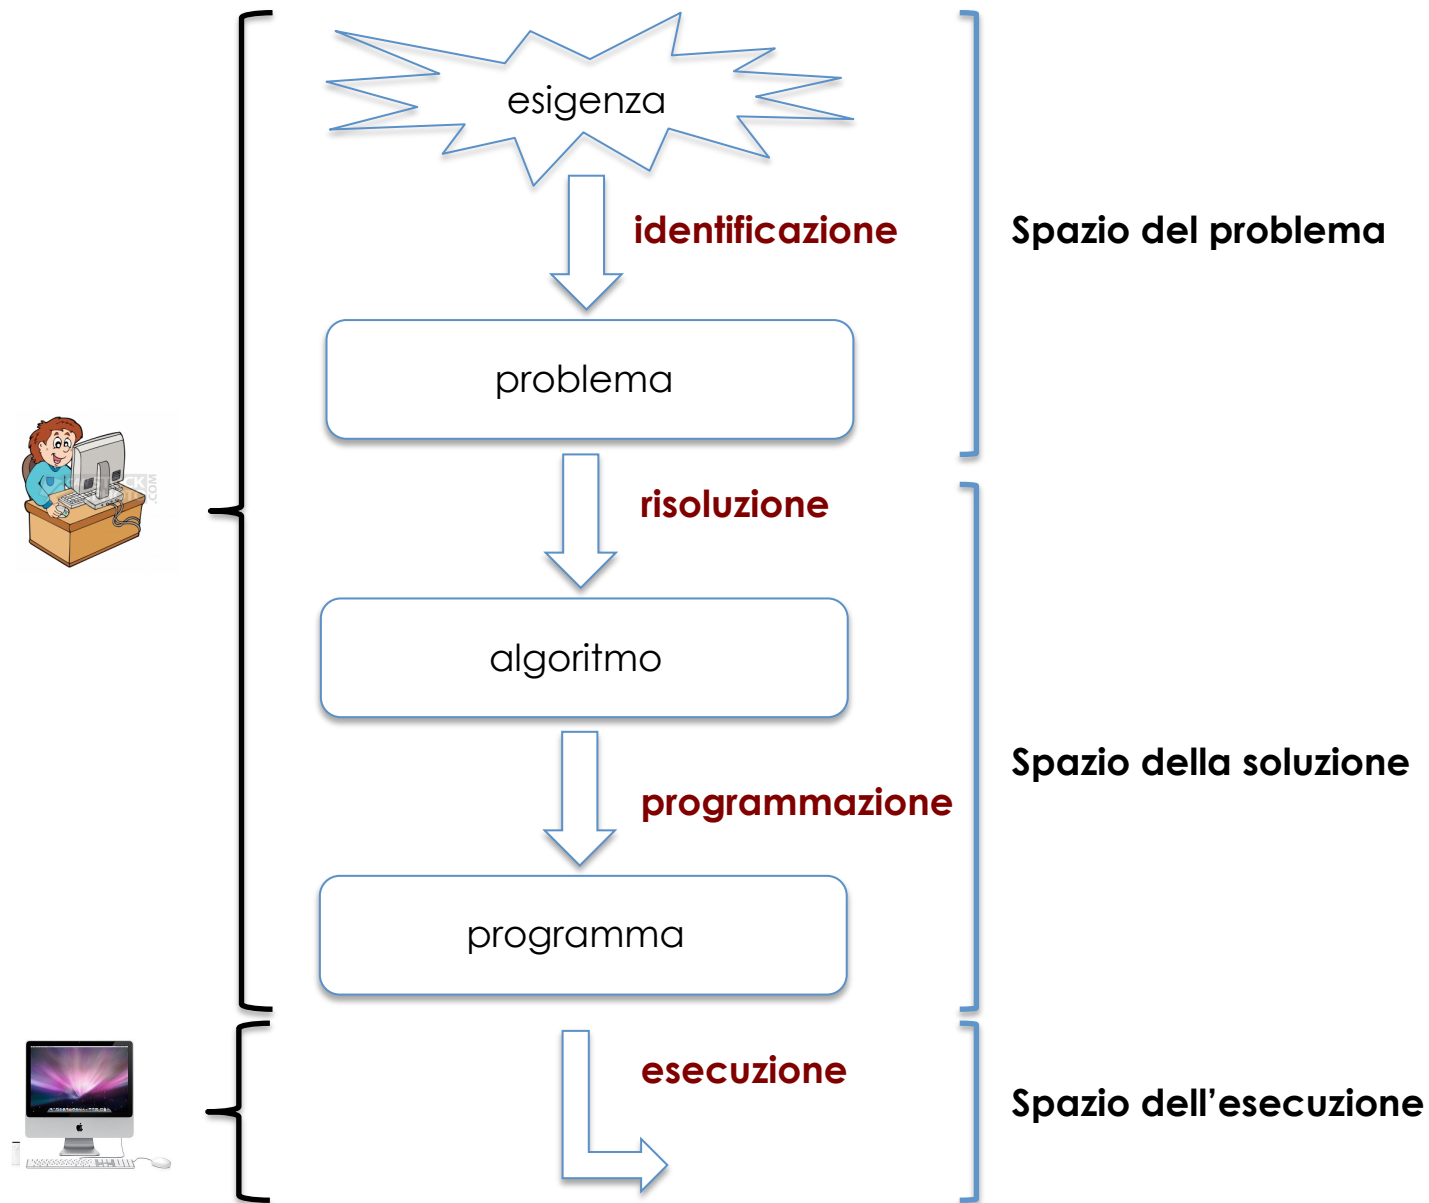 esigenza
identificazione
Spazio del problema
problema
risoluzione
algoritmo
Spazio della soluzione
programmazione
programma
esecuzione
Spazio dell’esecuzione